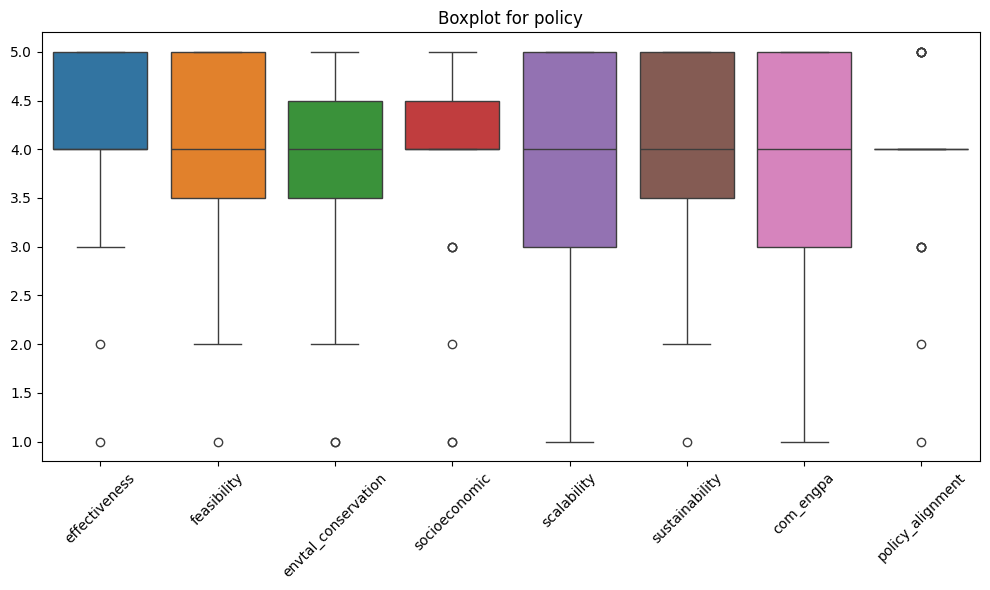 Boxplot for policy
5.0
4.5
4.0
3.5
3.0
2.5
2.0
1.5
1.0
effectiveness
feasibility
envtal_conservation
socioeconomic
scalability
sustainability
com_engpa
policy_alignment